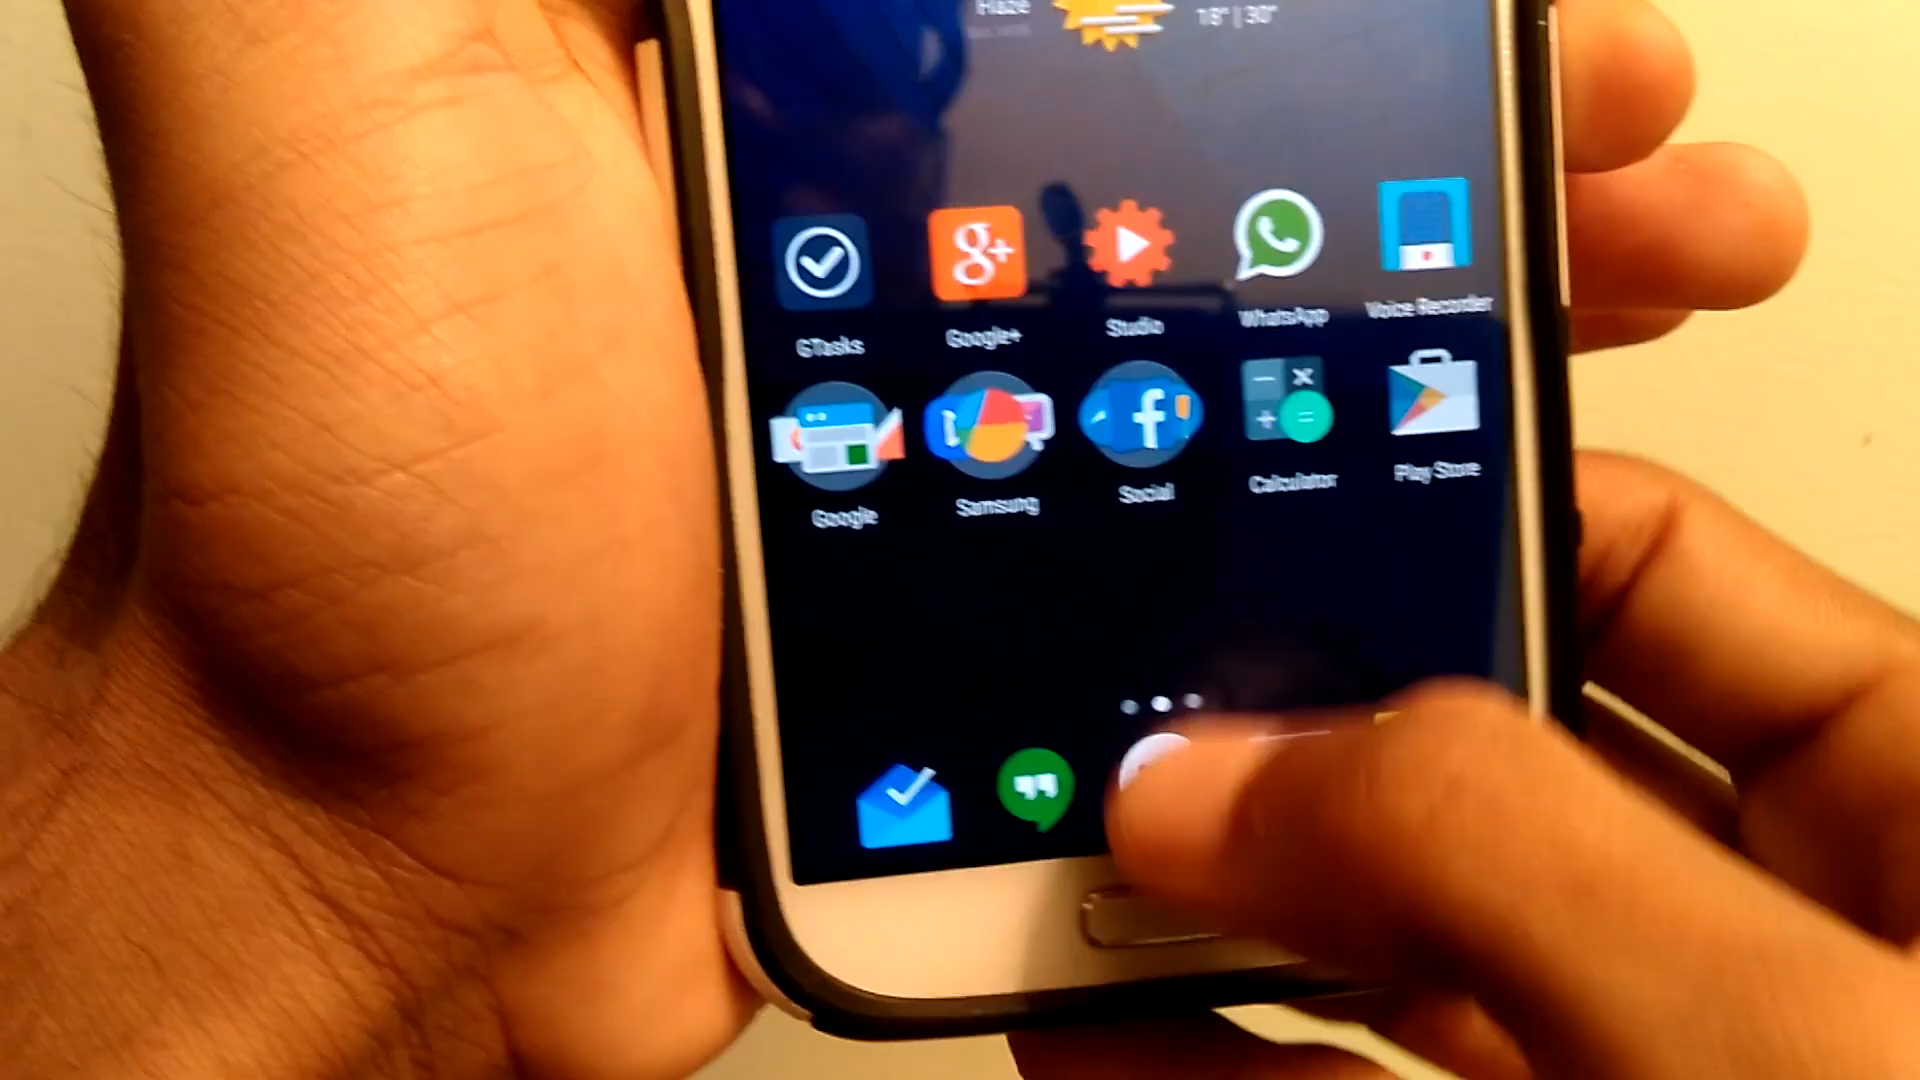 Haze
18° | 30°
g+
GTasks
Google+
Studio
WhatsApp
Voice Recorder
f
Google
Samsung
Social
Calculator
Play Store